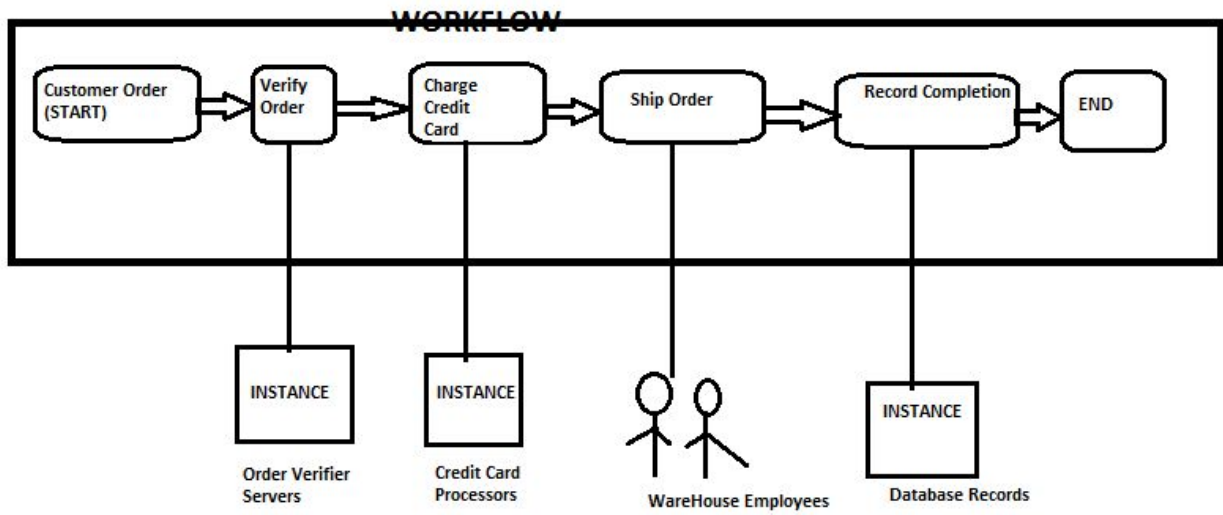 WORKFLOW
Customer Order
(START)
Verify
Order
Charge
Credit
Card
Ship Order
Record Completion
END
INSTANCE
INSTANCE
INSTANCE
Order Verifier
Servers
Credit Card
Processors
WareHouse Employees
Database Records